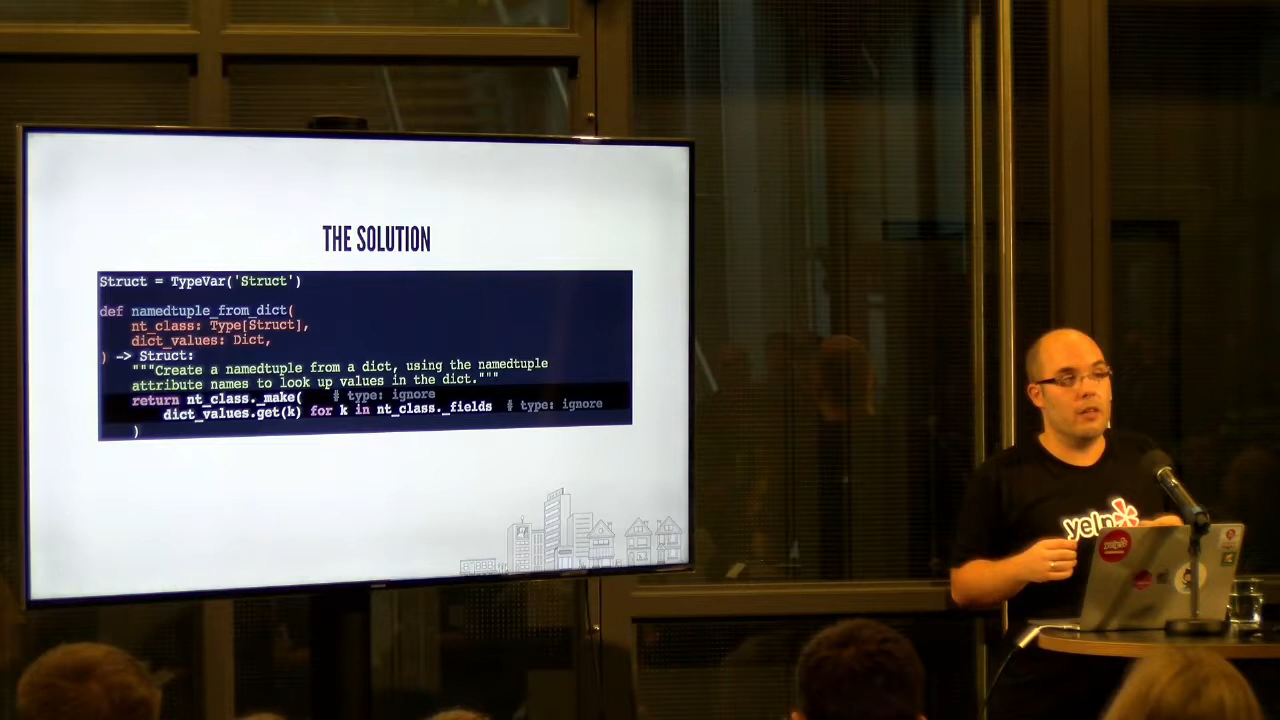 THE SOLUTION
Struct = TypeVar('Struct')
def namedtuple_from_dict(
nt_class: Type[Struct],
dict_values: Dict,
) -> Struct:
"""Create a namedtuple from a dict, using the namedtuple
attribute names to look up values in the dict."""
return nt_class._make( # type: ignore
dict_values.get(k) for k in nt_class._fields # type: ignore
)
yelp